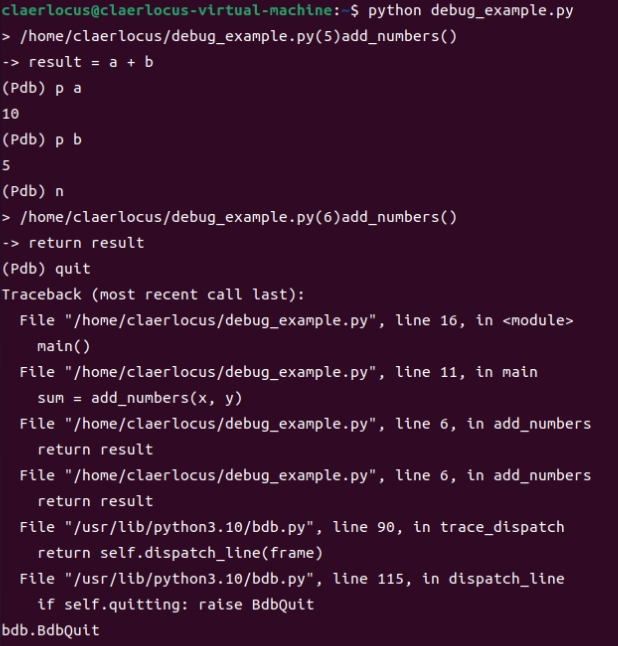 claerlocus@claerlocus-virtual-machine:~$ python debug_example.py
> /home/claerlocus/debug_example.py(5)add_numbers()
-> result = a + b
(Pdb) p a
10
(Pdb) p b
5
(Pdb) n
> /home/claerlocus/debug_example.py(6)add_numbers()
-> return result
(Pdb) quit
Traceback (most recent call last):
  File "/home/claerlocus/debug_example.py", line 16, in <module>
    main()
  File "/home/claerlocus/debug_example.py", line 11, in main
    sum = add_numbers(x, y)
  File "/home/claerlocus/debug_example.py", line 6, in add_numbers
    return result
  File "/home/claerlocus/debug_example.py", line 6, in add_numbers
    return result
  File "/usr/lib/python3.10/bdb.py", line 90, in trace_dispatch
    return self.dispatch_line(frame)
  File "/usr/lib/python3.10/bdb.py", line 115, in dispatch_line
    if self.quitting: raise BdbQuit
bdb.BdbQuit